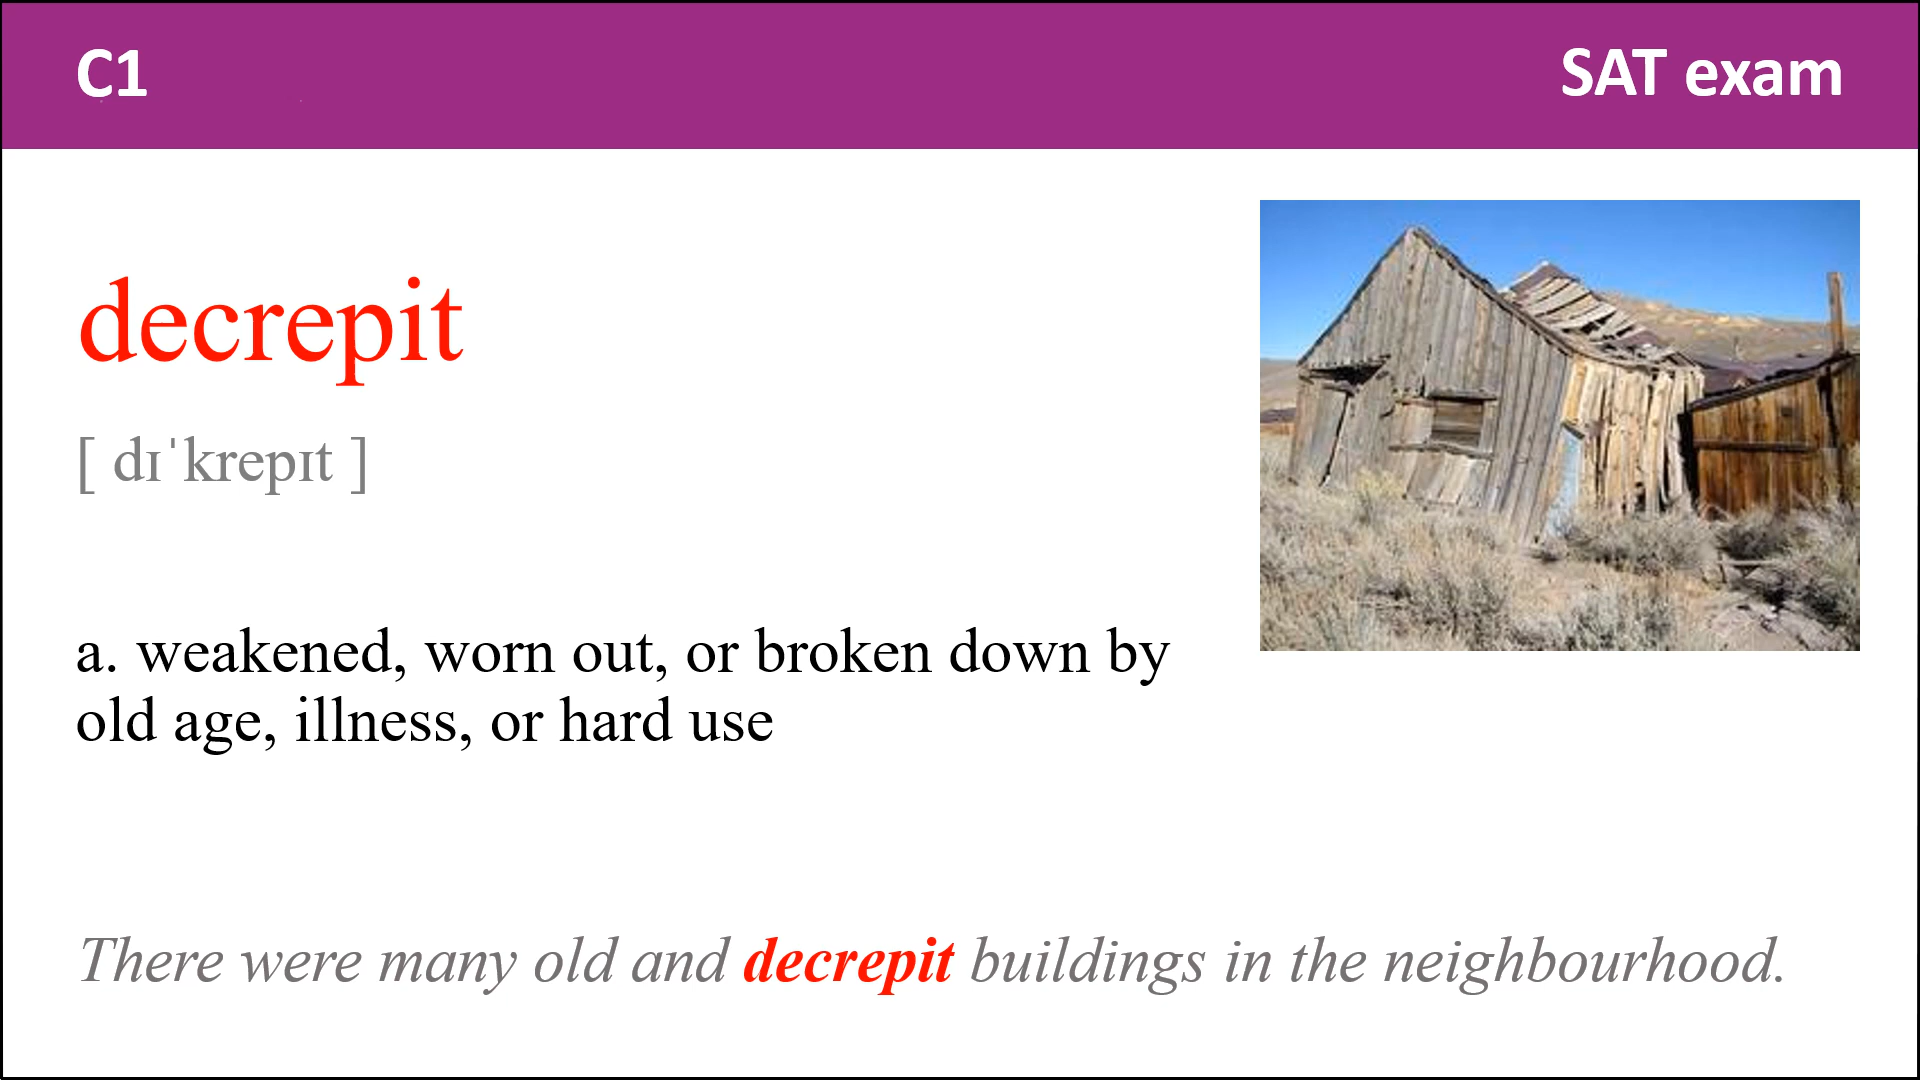 C1
SAT exam
decrepit
[ dɪˈkrepɪt ]
a. weakened, worn out, or broken down by
old age, illness, or hard use
There were many old and decrepit buildings in the neighbourhood.